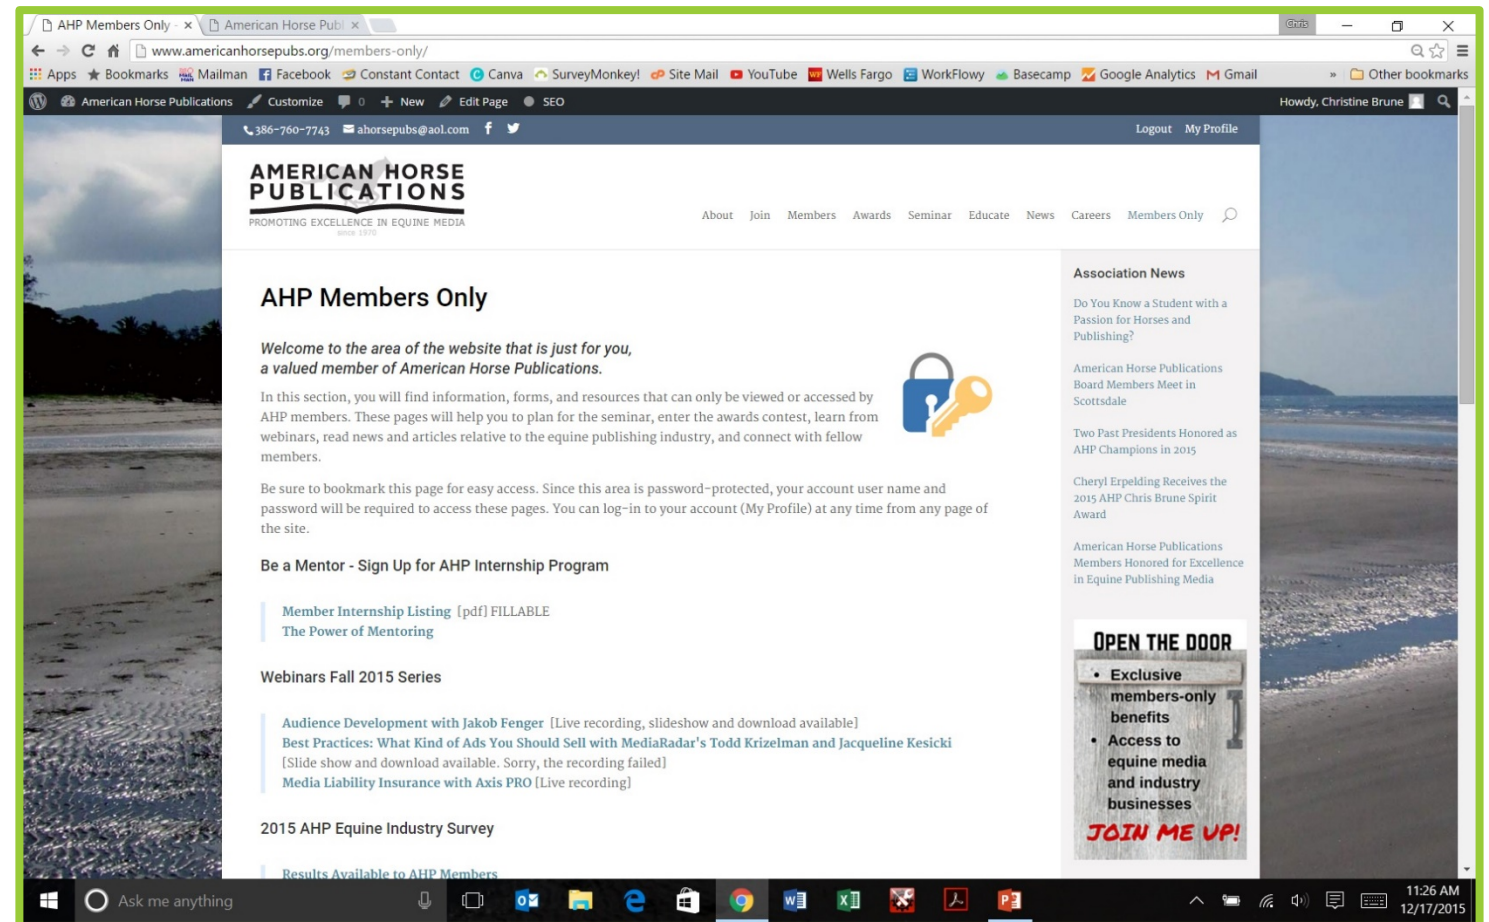 AHP Members Only -
American Horse Publ
Chris
www.americanhorsepubs.org/members-only/
Apps Bookmarks Mailman Facebook Constant Contact Canva SurveyMonkey! Site Mail YouTube Wells Fargo WorkFlowy Basecamp Google Analytics Gmail » Other bookmarks
American Horse Publications Customize 0 + New Edit Page SEO Howdy, Christine Brune
386-760-7743 ahorsepubs@aol.com Logout My Profile
AMERICAN HORSE
PUBLICATIONS
PROMOTING EXCELLENCE IN EQUINE MEDIA
since 1970
About Join Members Awards Seminar Educate News Careers Members Only
AHP Members Only
Welcome to the area of the website that is just for you,
a valued member of American Horse Publications.
In this section, you will find information, forms, and resources that can only be viewed or accessed by
AHP members. These pages will help you to plan for the seminar, enter the awards contest, learn from
webinars, read news and articles relative to the equine publishing industry, and connect with fellow
members.
Be sure to bookmark this page for easy access. Since this area is password-protected, your account user name and
password will be required to access these pages. You can log-in to your account (My Profile) at any time from any page of
the site.
Be a Mentor - Sign Up for AHP Internship Program
Member Internship Listing [pdf] FILLABLE
The Power of Mentoring
Webinars Fall 2015 Series
Audience Development with Jakob Fenger [Live recording, slideshow and download available]
Best Practices: What Kind of Ads You Should Sell with MediaRadar's Todd Krizelman and Jacqueline Kesicki
[Slide show and download available. Sorry, the recording failed]
Media Liability Insurance with Axis PRO [Live recording]
2015 AHP Equine Industry Survey
Results Available to AHP Members
Association News
Do You Know a Student with a
Passion for Horses and
Publishing?
American Horse Publications
Board Members Meet in
Scottsdale
Two Past Presidents Honored as
AHP Champions in 2015
Cheryl Erpelding Receives the
2015 AHP Chris Brune Spirit
Award
American Horse Publications
Members Honored for Excellence
in Equine Publishing Media
OPEN THE DOOR
• Exclusive
members-only
benefits
• Access to
equine media
and industry
businesses
JOIN ME UP!
Ask me anything
11:26 AM
12/17/2015